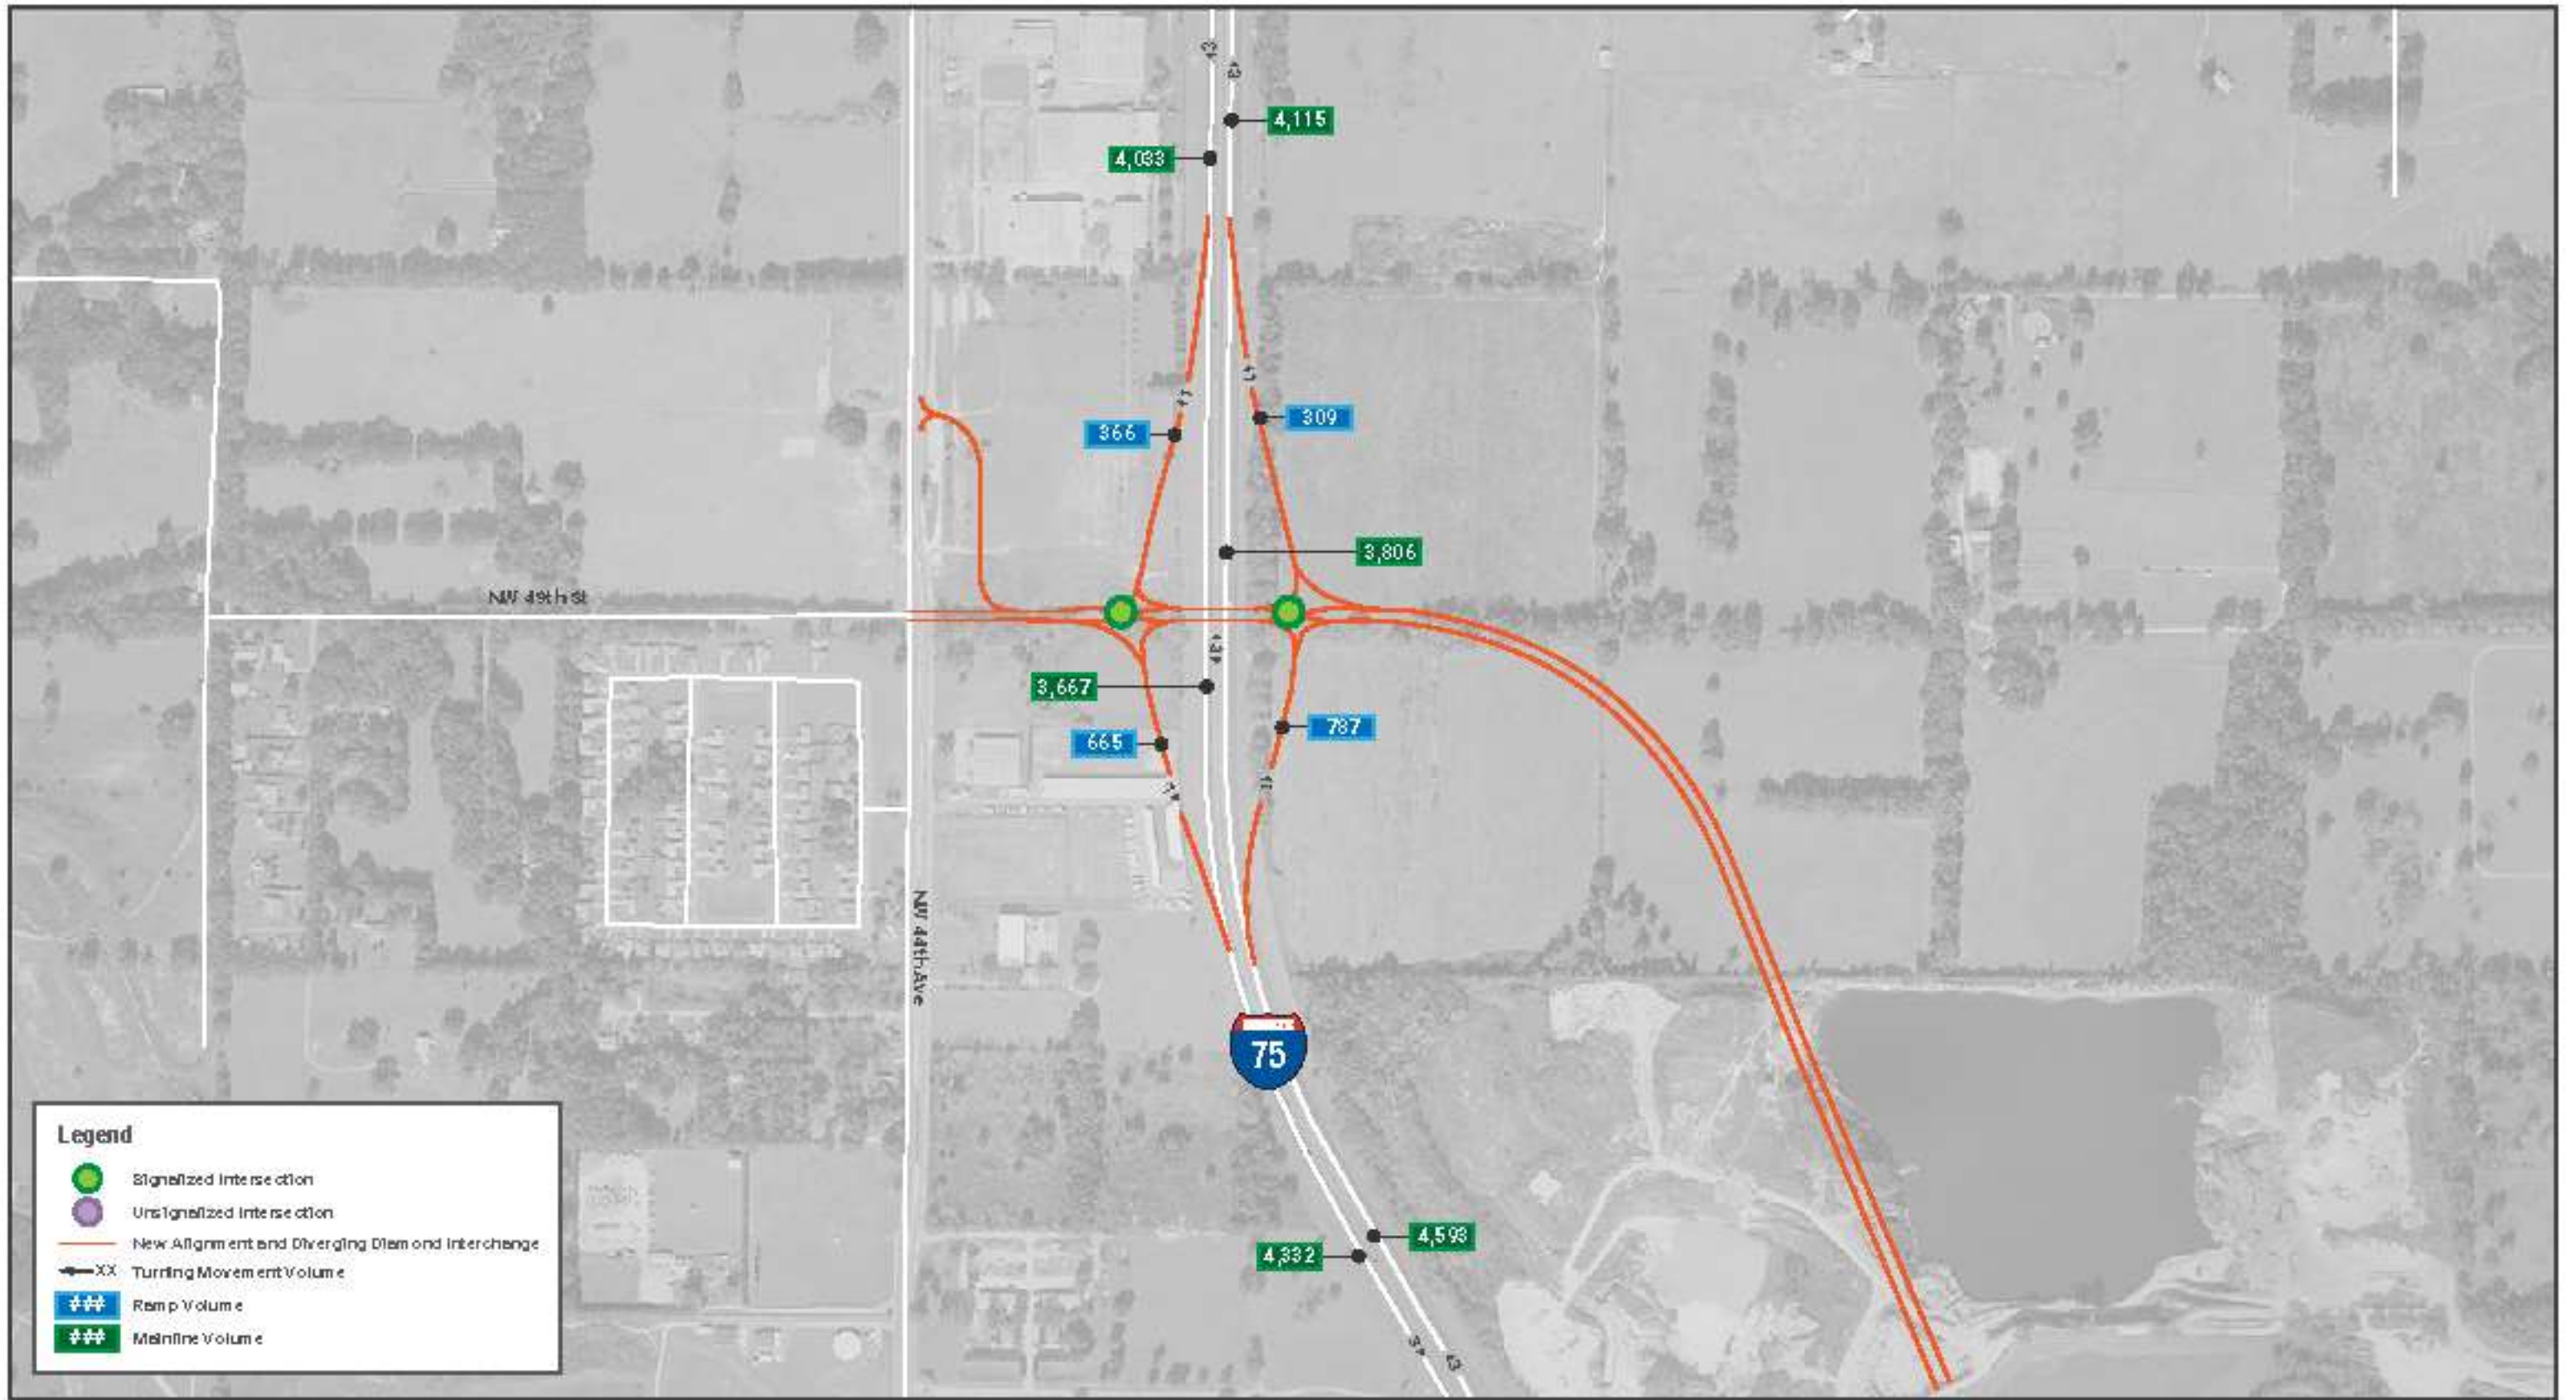 4,115
4,033
366
309
3,806
NW 49th St
3,667
665
787
NW 44th Ave
75
4,593
4,332
Legend
Signalized Intersection
Unsignalized Intersection
New Alignment and Diverging Diamond Interchange
XX Turning Movement Volume
### Ramp Volume
### Mainline Volume